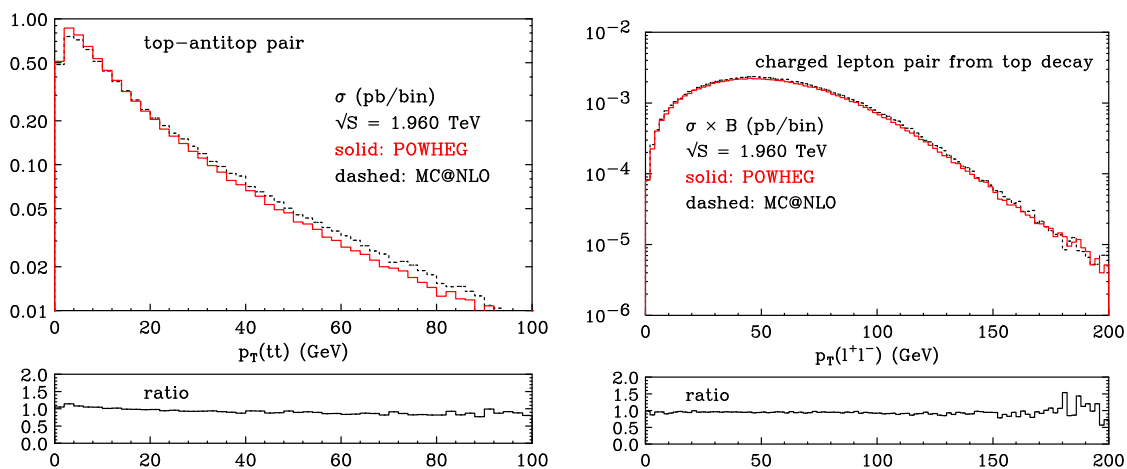 1.00
0.50
0.20
0.10
0.05
0.02
0.01
top−antitop pair
σ (pb/bin)
√S = 1.960 TeV
solid: POWHEG
dashed: MC@NLO
0 20 40 60 80 100
p_T(tt) (GeV)
2.0
1.5
1.0
0.5
0.0
ratio
0 20 40 60 80 100
10⁻²
10⁻³
10⁻⁴
10⁻⁵
10⁻⁶
charged lepton pair from top decay
σ × B (pb/bin)
√S = 1.960 TeV
solid: POWHEG
dashed: MC@NLO
0 50 100 150 200
p_T(l⁺l⁻) (GeV)
2.0
1.5
1.0
0.5
0.0
ratio
0 50 100 150 200